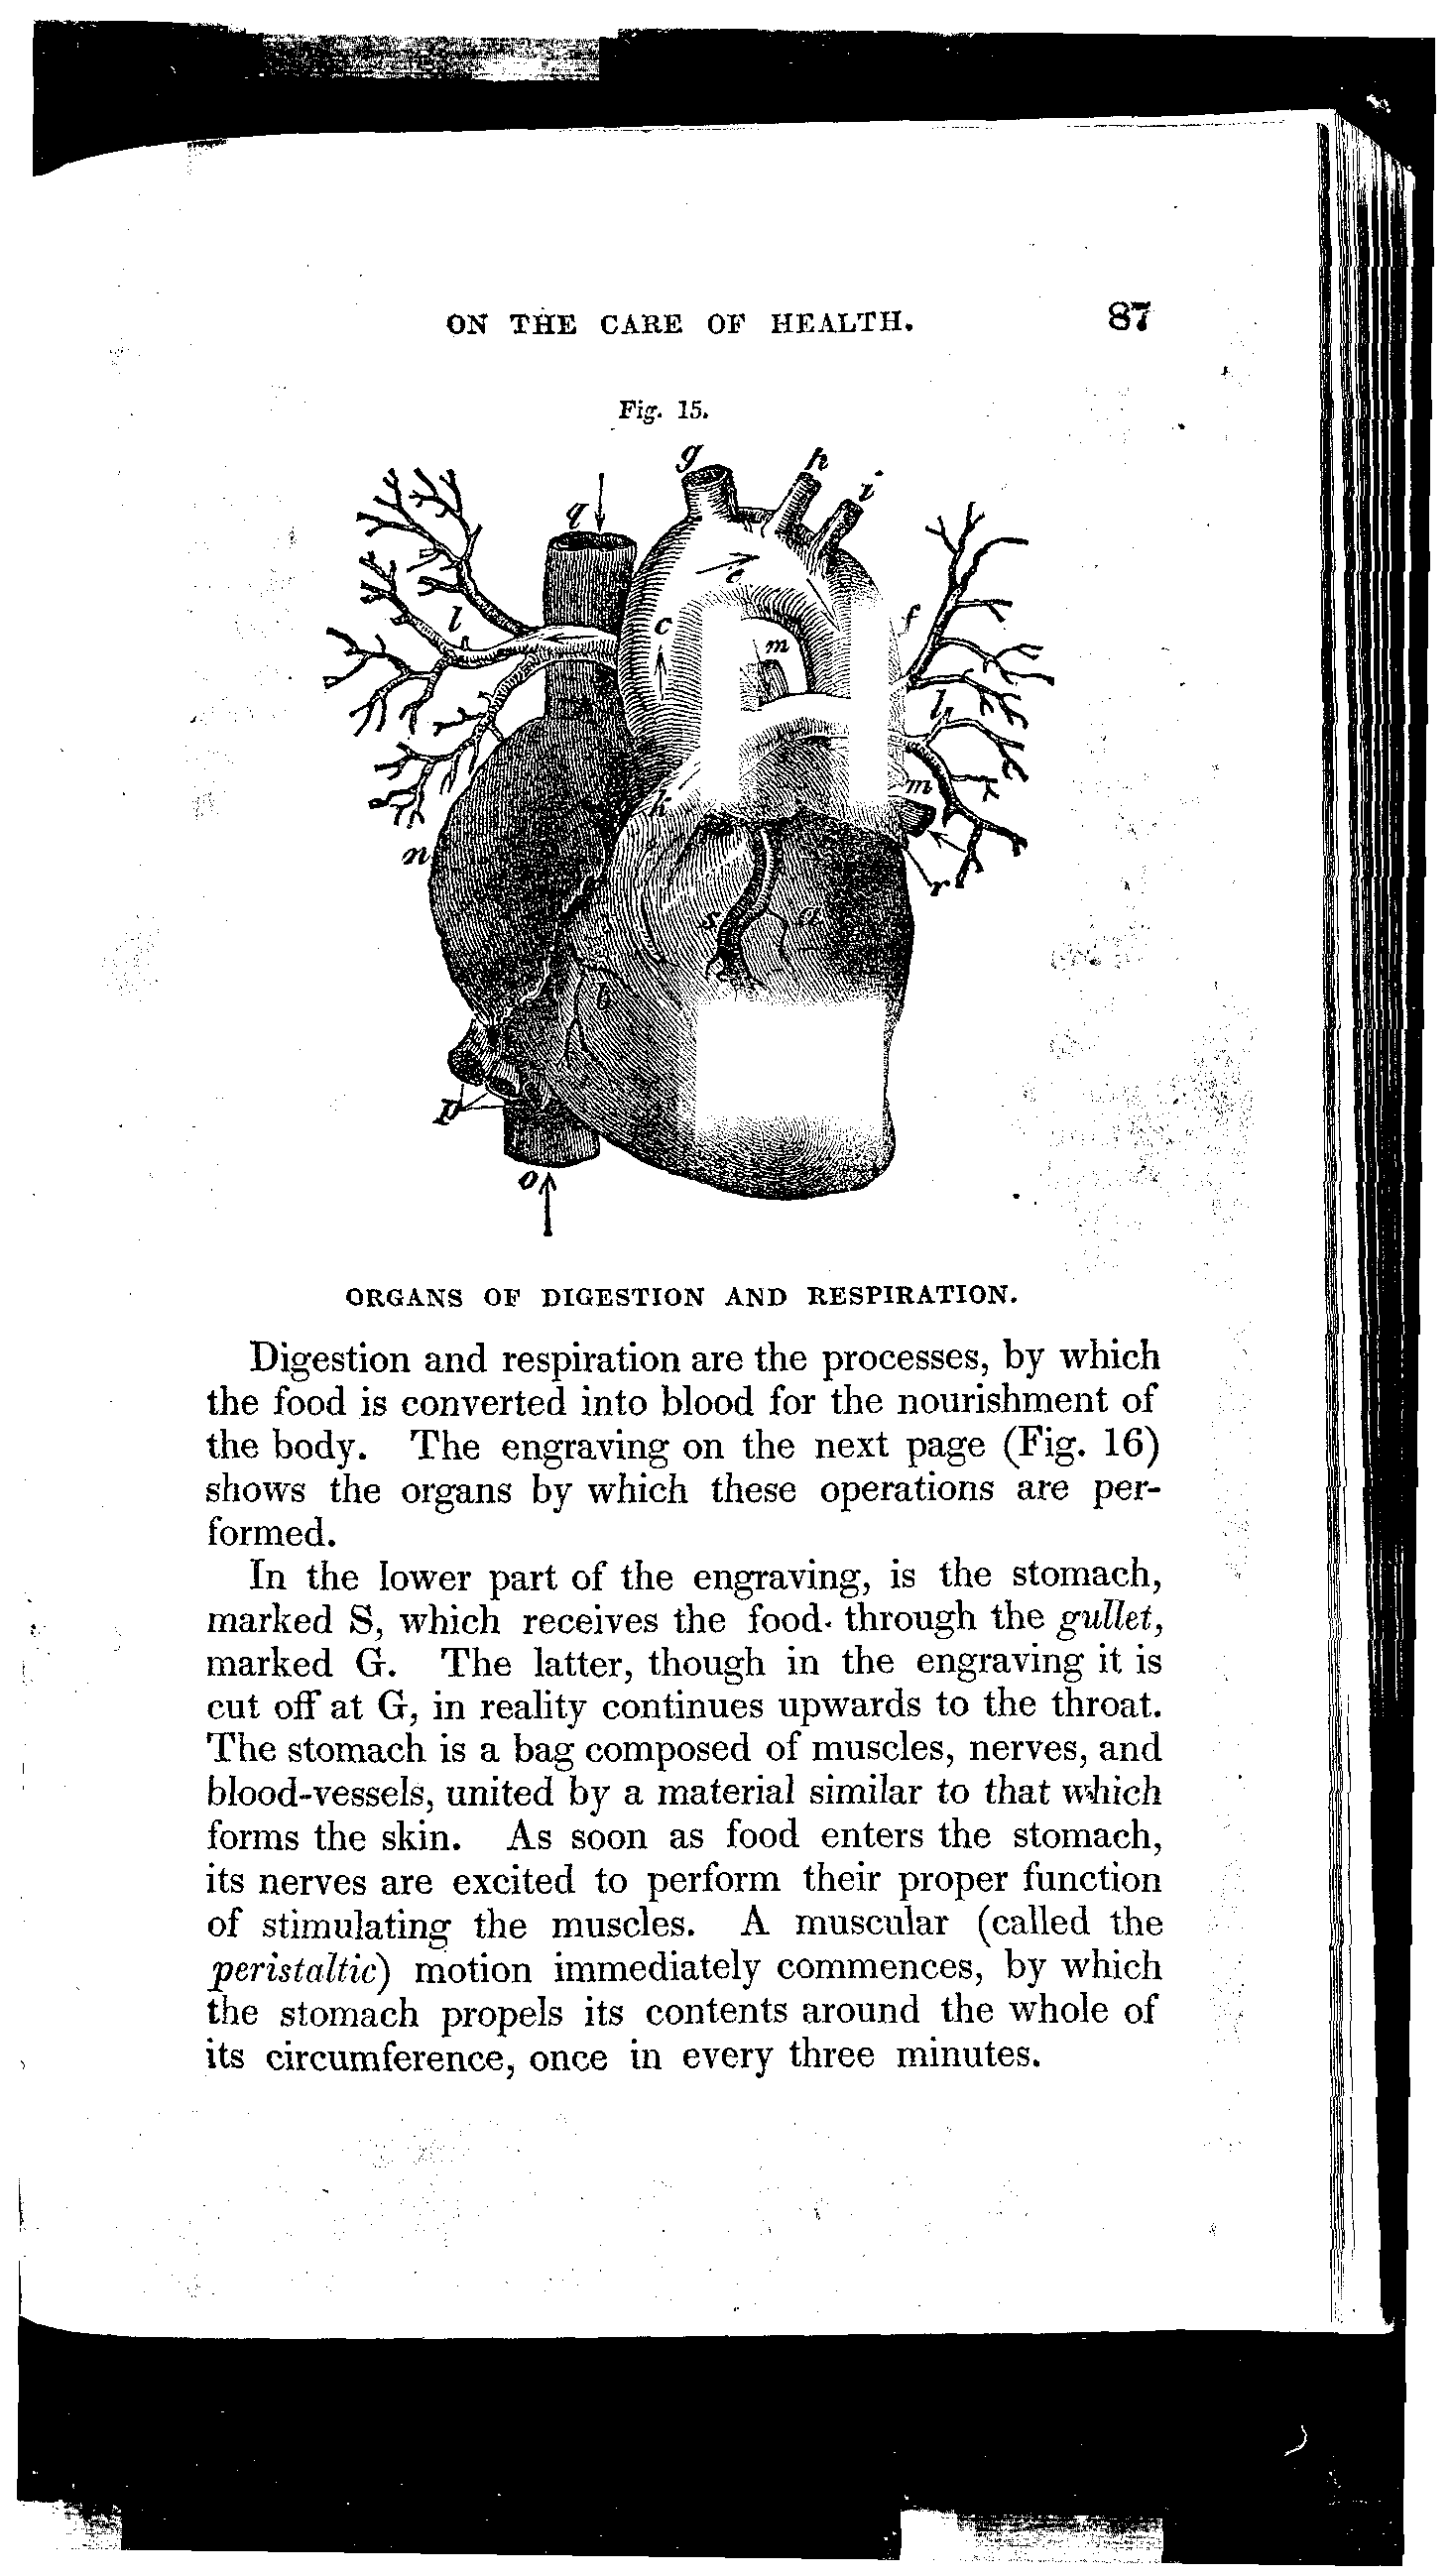 ON THE CARE OF HEALTH. 87
Fig. 15.
g
h
i
q
e
l
c
f
m
l
k
m
n
r
s
a
b
p
o
ORGANS OF DIGESTION AND RESPIRATION.
Digestion and respiration are the processes, by which
the food is converted into blood for the nourishment of
the body. The engraving on the next page (Fig. 16)
shows the organs by which these operations are per-
formed.
In the lower part of the engraving, is the stomach,
marked S, which receives the food through the gullet,
marked G. The latter, though in the engraving it is
cut off at G, in reality continues upwards to the throat.
The stomach is a bag composed of muscles, nerves, and
blood-vessels, united by a material similar to that which
forms the skin. As soon as food enters the stomach,
its nerves are excited to perform their proper function
of stimulating the muscles. A muscular (called the
peristaltic) motion immediately commences, by which
the stomach propels its contents around the whole of
its circumference, once in every three minutes.